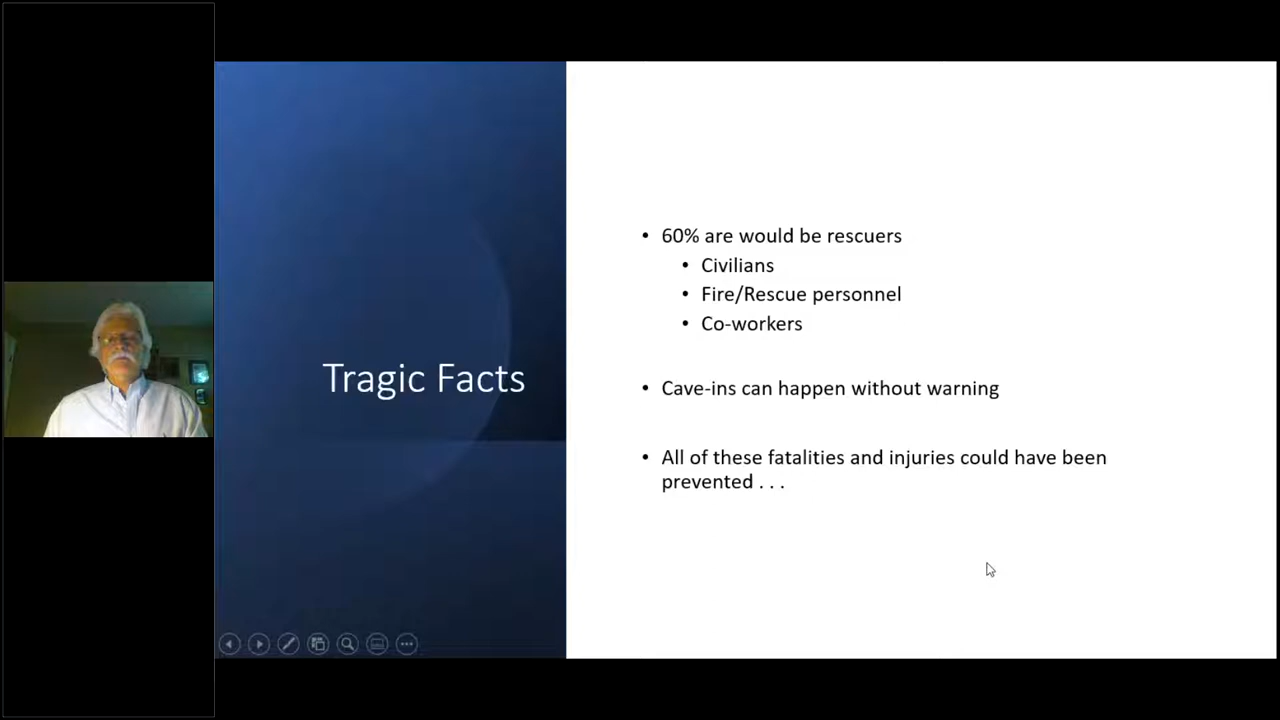 Tragic Facts
• 60% are would be rescuers
• Civilians
• Fire/Rescue personnel
• Co-workers
• Cave-ins can happen without warning
• All of these fatalities and injuries could have been
prevented . . .